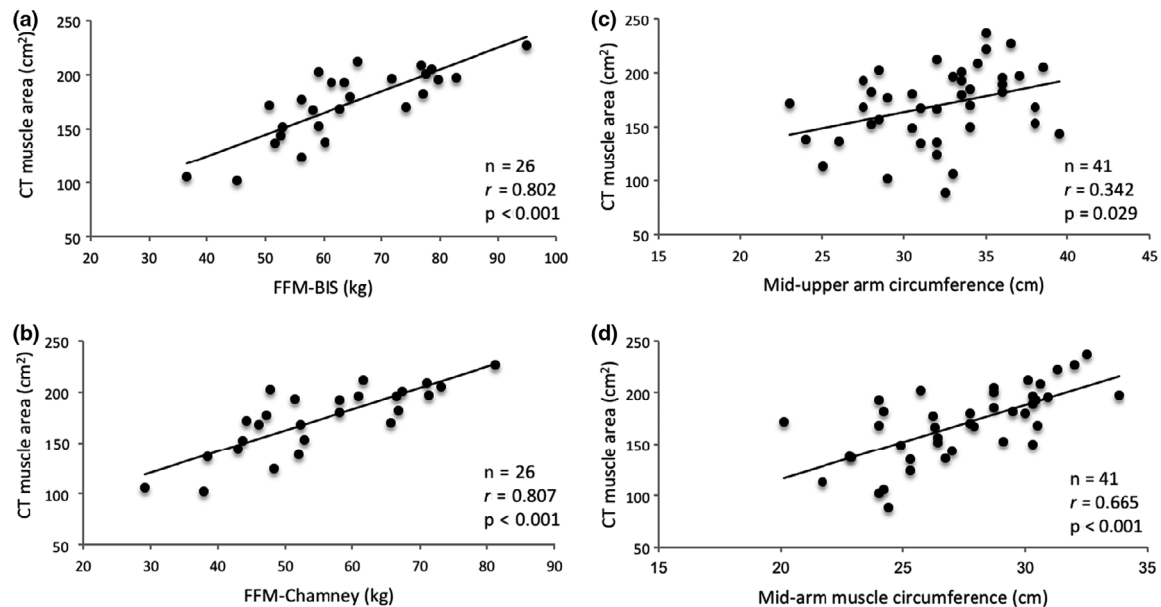 (a)
CT muscle area (cm²)
250
200
150
100
50
20 30 40 50 60 70 80 90 100
FFM-BIS (kg)
n = 26
r = 0.802
p < 0.001
(b)
CT muscle area (cm²)
250
200
150
100
50
20 30 40 50 60 70 80 90
FFM-Chamney (kg)
n = 26
r = 0.807
p < 0.001
(c)
CT muscle area (cm²)
250
200
150
100
50
15 20 25 30 35 40 45
Mid-upper arm circumference (cm)
n = 41
r = 0.342
p = 0.029
(d)
CT muscle area (cm²)
250
200
150
100
50
15 20 25 30 35
Mid-arm muscle circumference (cm)
n = 41
r = 0.665
p < 0.001